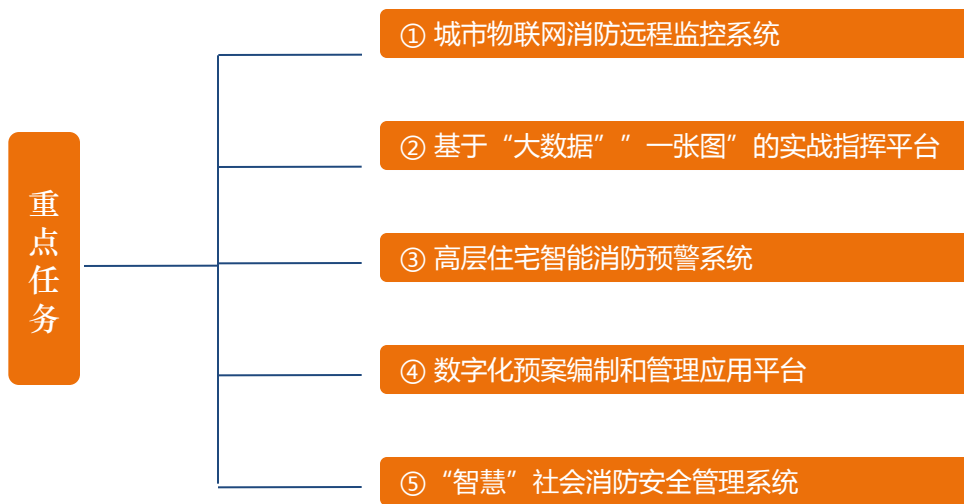 重点任务
① 城市物联网消防远程监控系统
② 基于“大数据””一张图”的实战指挥平台
③ 高层住宅智能消防预警系统
④ 数字化预案编制和管理应用平台
⑤ “智慧”社会消防安全管理系统